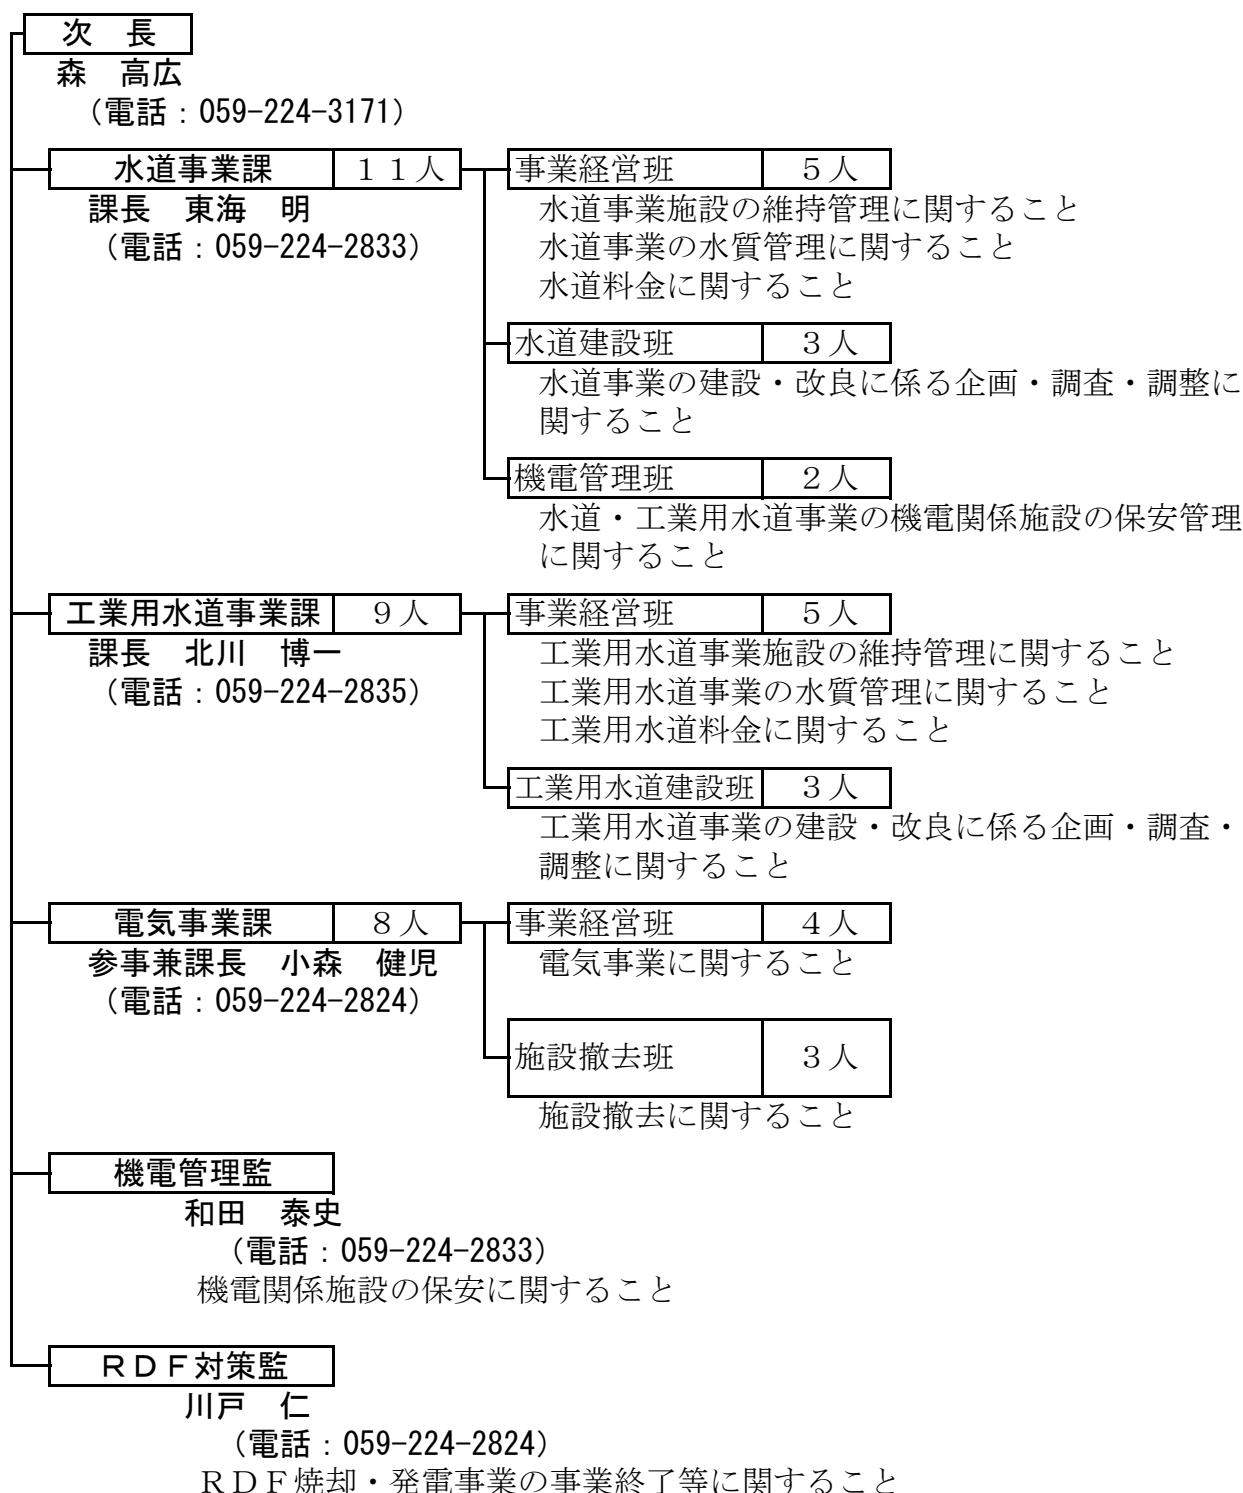 次　長
森　高広
（電話：059-224-3171）
水道事業課　１１人
課長　東海　明
（電話：059-224-2833）
事業経営班　５人
水道事業施設の維持管理に関すること
水道事業の水質管理に関すること
水道料金に関すること
水道建設班　３人
水道事業の建設・改良に係る企画・調査・調整に
関すること
機電管理班　２人
水道・工業用水道事業の機電関係施設の保安管理
に関すること
工業用水道事業課　９人
課長　北川　博一
（電話：059-224-2835）
事業経営班　５人
工業用水道事業施設の維持管理に関すること
工業用水道事業の水質管理に関すること
工業用水道料金に関すること
工業用水道建設班　３人
工業用水道事業の建設・改良に係る企画・調査・
調整に関すること
電気事業課　８人
参事兼課長　小森　健児
（電話：059-224-2824）
事業経営班　４人
電気事業に関すること
施設撤去班　３人
施設撤去に関すること
機電管理監
和田　泰史
（電話：059-224-2833）
機電関係施設の保安に関すること
ＲＤＦ対策監
川戸　仁
（電話：059-224-2824）
ＲＤＦ焼却・発電事業の事業終了等に関すること